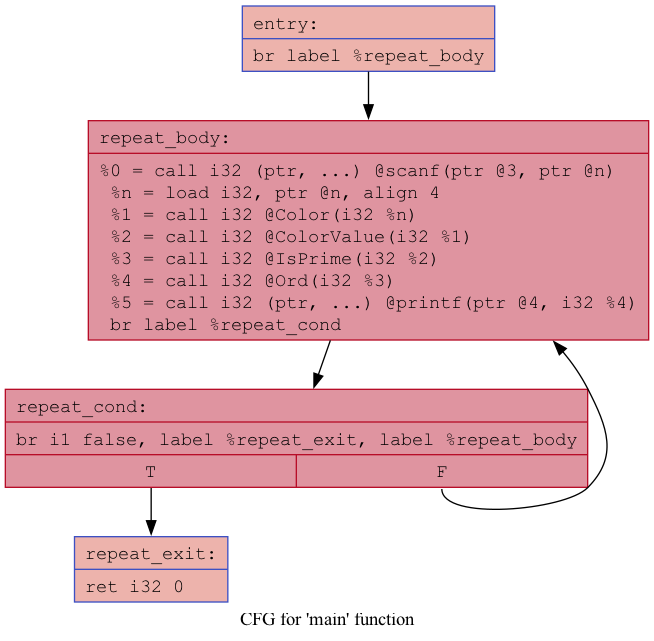 entry:
br label %repeat_body
repeat_body:
%0 = call i32 (ptr, ...) @scanf(ptr @3, ptr @n)
%n = load i32, ptr @n, align 4
%1 = call i32 @Color(i32 %n)
%2 = call i32 @ColorValue(i32 %1)
%3 = call i32 @IsPrime(i32 %2)
%4 = call i32 @Ord(i32 %3)
%5 = call i32 (ptr, ...) @printf(ptr @4, i32 %4)
br label %repeat_cond
repeat_cond:
br i1 false, label %repeat_exit, label %repeat_body
T F
repeat_exit:
ret i32 0
CFG for 'main' function